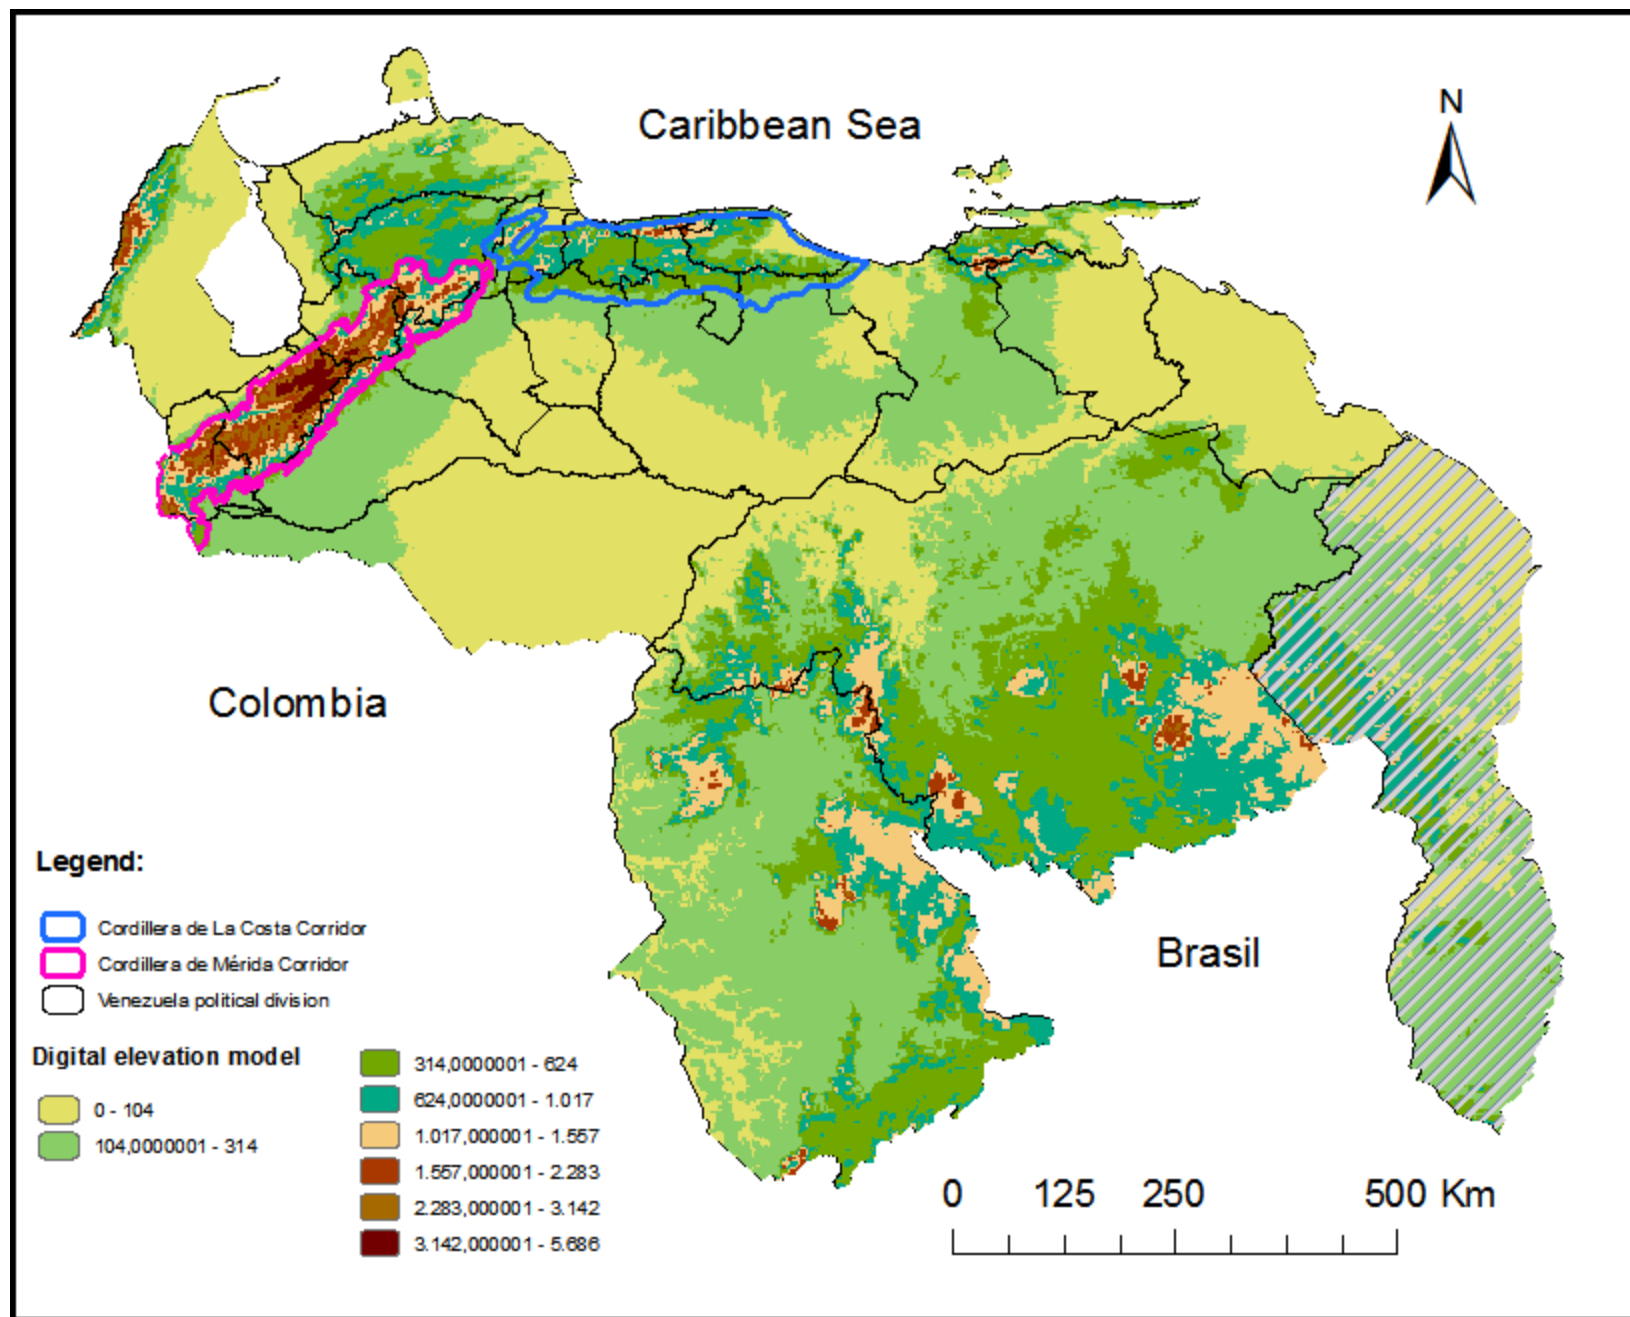 N
Caribbean Sea
Colombia
Brasil
Legend:
Cordillera de La Costa Corridor
Cordillera de Mérida Corridor
Venezuela political division
Digital elevation model
0 - 104
104,0000001 - 314
314,0000001 - 624
624,0000001 - 1.017
1.017,000001 - 1.557
1.557,000001 - 2.283
2.283,000001 - 3.142
3.142,000001 - 5.686
0 125 250 500 Km